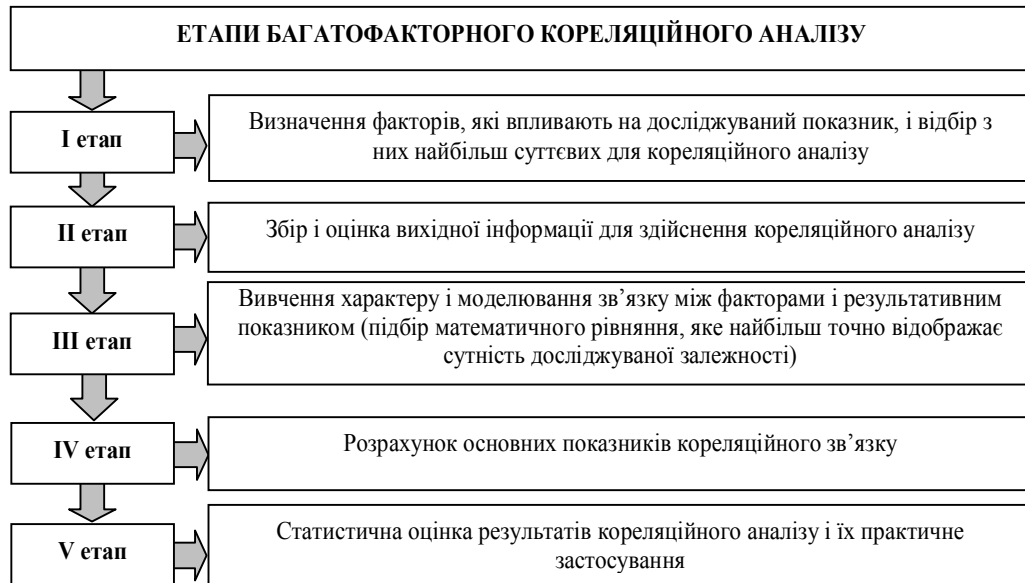 ЕТАПИ БАГАТОФАКТОРНОГО КОРЕЛЯЦІЙНОГО АНАЛІЗУ
І етап
Визначення факторів, які впливають на досліджуваний показник, і відбір з
них найбільш суттєвих для кореляційного аналізу
ІІ етап
Збір і оцінка вихідної інформації для здійснення кореляційного аналізу
ІІІ етап
Вивчення характеру і моделювання зв’язку між факторами і результативним
показником (підбір математичного рівняння, яке найбільш точно відображає
сутність досліджуваної залежності)
IV етап
Розрахунок основних показників кореляційного зв’язку
V етап
Статистична оцінка результатів кореляційного аналізу і їх практичне
застосування